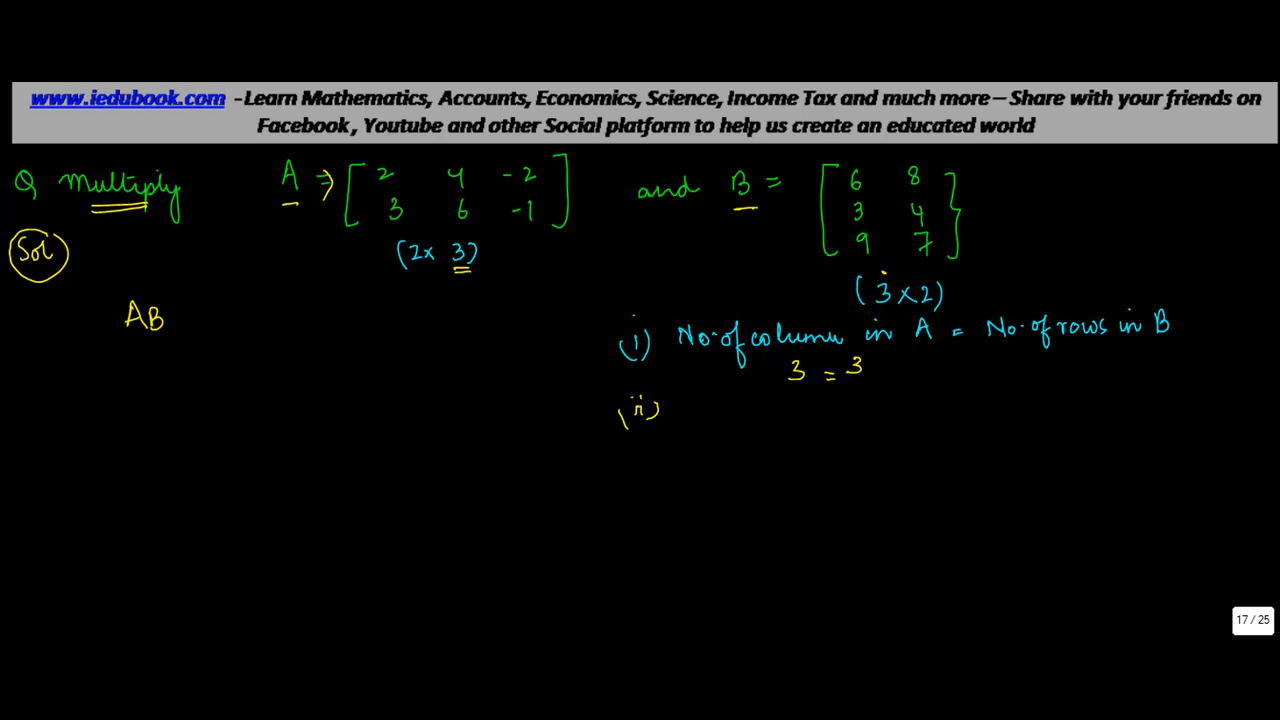 www.iedubook.com - Learn Mathematics, Accounts, Economics, Science, Income Tax and much more – Share with your friends on
Facebook , Youtube and other Social platform to help us create an educated world
Q Multiply A ⇒ [ 2 4 -2 and B = [ 6 8
3 6 -1 ] 3 4
9 7 ]
Sol (2x 3)
(3 x 2)
AB
(i) No. of column in A = No. of rows in B
3 = 3
(ii)
17 / 25